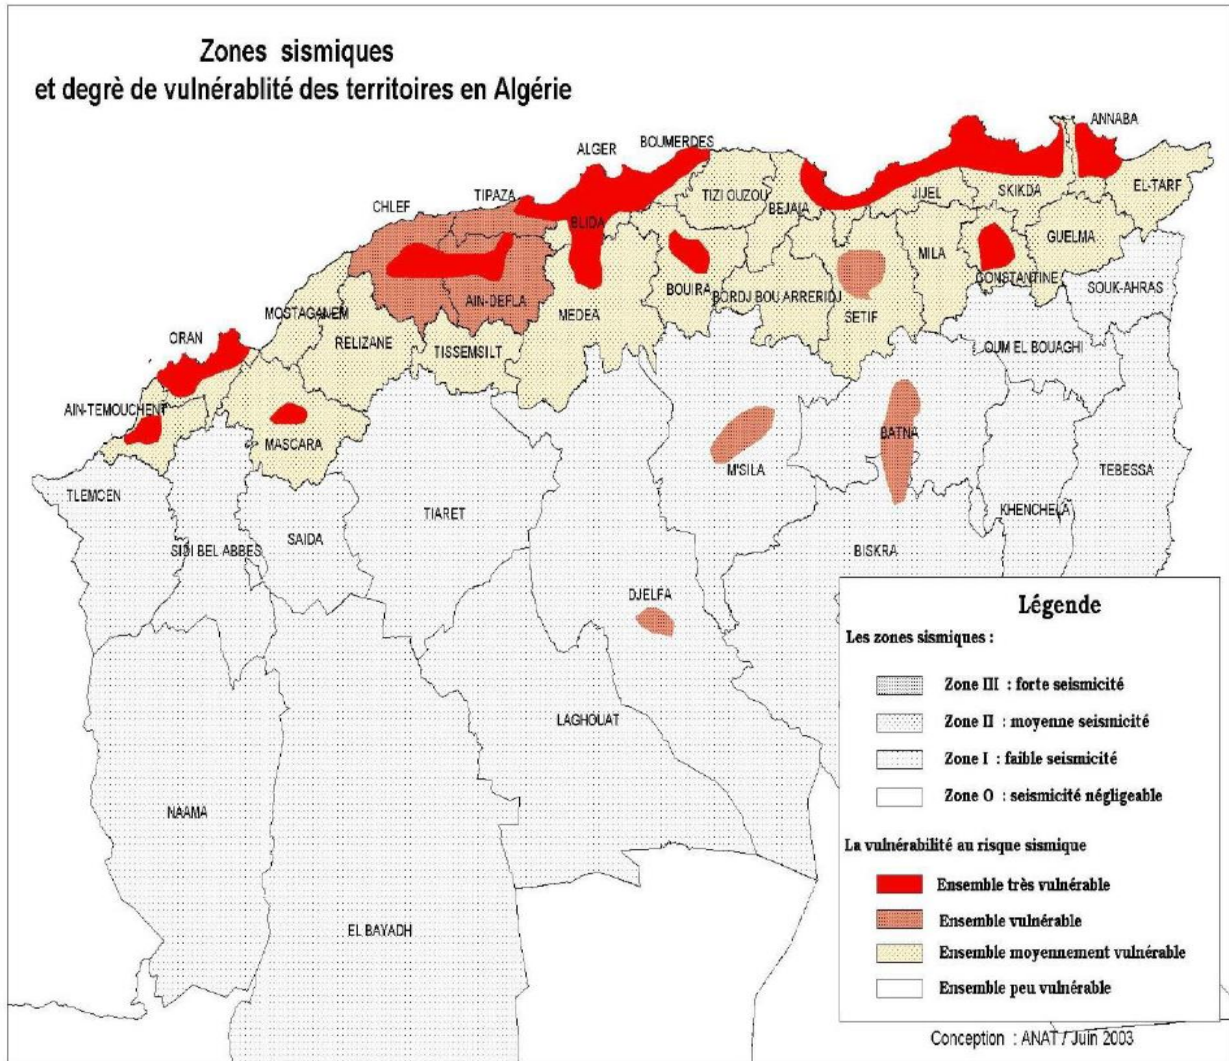 Zones sismiques
et degrè de vulnérablité des territoires en Algérie
ANNABA
BOUMERDES
ALGER
TIPAZA
CHLEF
TIZI OUZOU
BEJAIA
JIJEL
SKIKDA
EL-TARF
BLIDA
GUELMA
MILA
CONSTANTINE
SOUK-AHRAS
BOUIRA
BORDJ BOU ARRERIDJ
SETIF
AIN-DEFLA
MEDEA
MOSTAGANEM
ORAN
RELIZANE
TISSEMSILT
OUM EL BOUAGHI
AIN-TEMOUCHENT
MASCARA
BATNA
M'SILA
TEBESSA
TLEMCEN
TIARET
KHENCHELA
SAIDA
SIDI BEL ABBES
BISKRA
DJELFA
LAGHOUAT
NAAMA
EL BAYADH
Légende
Les zones sismiques :
Zone III : forte seismicité
Zone II : moyenne seismicité
Zone I : faible seismicité
Zone O : seismicité négligeable
La vulnérabilité au risque sismique
Ensemble très vulnérable
Ensemble vulnérable
Ensemble moyennement vulnérable
Ensemble peu vulnérable
Conception : ANAT / Juin 2003